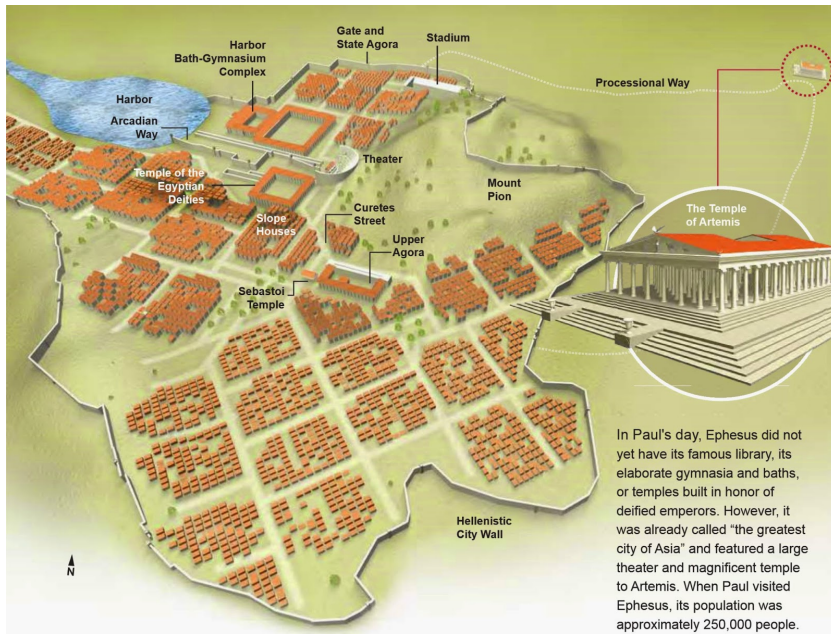 Gate and
State Agora
Stadium
Harbor
Bath-Gymnasium
Complex
Processional Way
Harbor
Arcadian
Way
Theater
Temple of the
Egyptian
Deities
Mount
Pion
Slope
Houses
Curetes
Street
Upper
Agora
The Temple
of Artemis
Sebastoi
Temple
In Paul's day, Ephesus did not
yet have its famous library, its
elaborate gymnasia and baths,
or temples built in honor of
deified emperors. However, it
was already called “the greatest
city of Asia” and featured a large
theater and magnificent temple
to Artemis. When Paul visited
Ephesus, its population was
approximately 250,000 people.
Hellenistic
City Wall
N